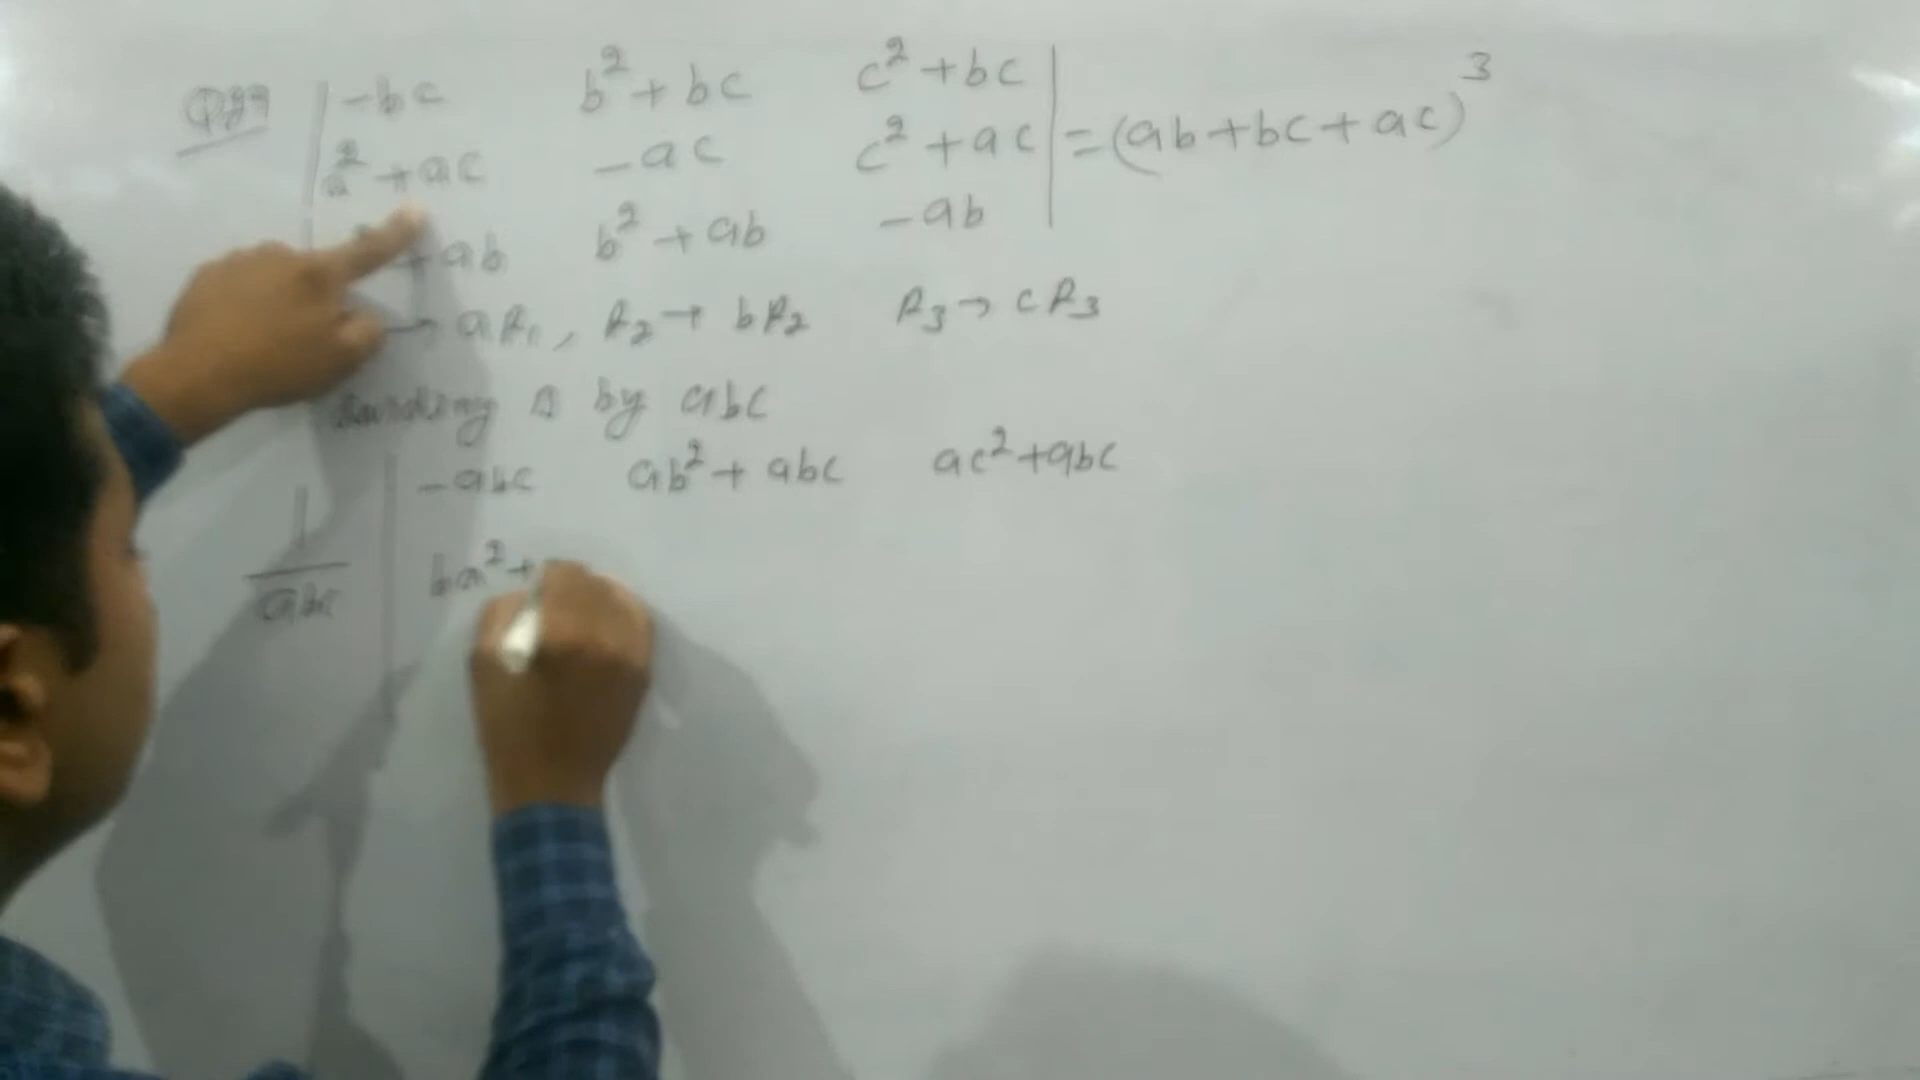 -bc b²+bc c²+bc
a²+ac -ac c²+ac =(ab+bc+ac)³
+ab b²+ab -ab
→ aR₁, R₂→ bR₂ R₃→ cR₃
Δ by abc
-abc ab²+abc ac²+abc
1/abc ba²+